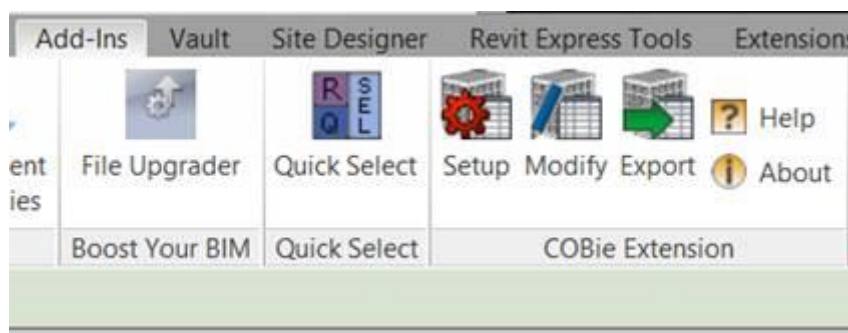 Add-Ins Vault Site Designer Revit Express Tools Extensions
R S
E
Q L
Help
ent File Upgrader Quick Select Setup Modify Export About
ies
Boost Your BIM Quick Select COBie Extension